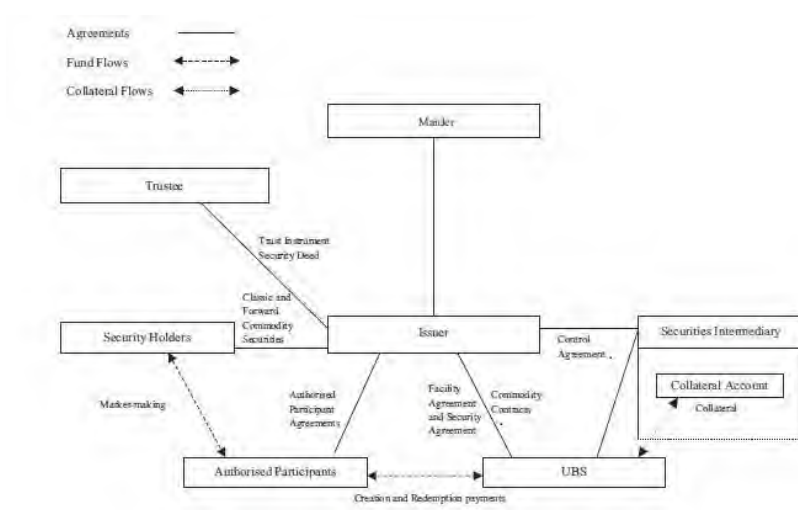 Agreements
Fund Flows
Collateral Flows
Manler
Trustee
Trust Instrument
Security Deed
Classic and
Forward
Commodity
Securities
Security Holders
Issuer
Control
Agreement
Securities Intermediary
Collateral Account
Collateral
Market-making
Authorised
Participant
Agreements
Facility
Agreement
and Security
Agreement
Commodity
Contracts
Authorised Participants
UBS
Creation and Redemption payments